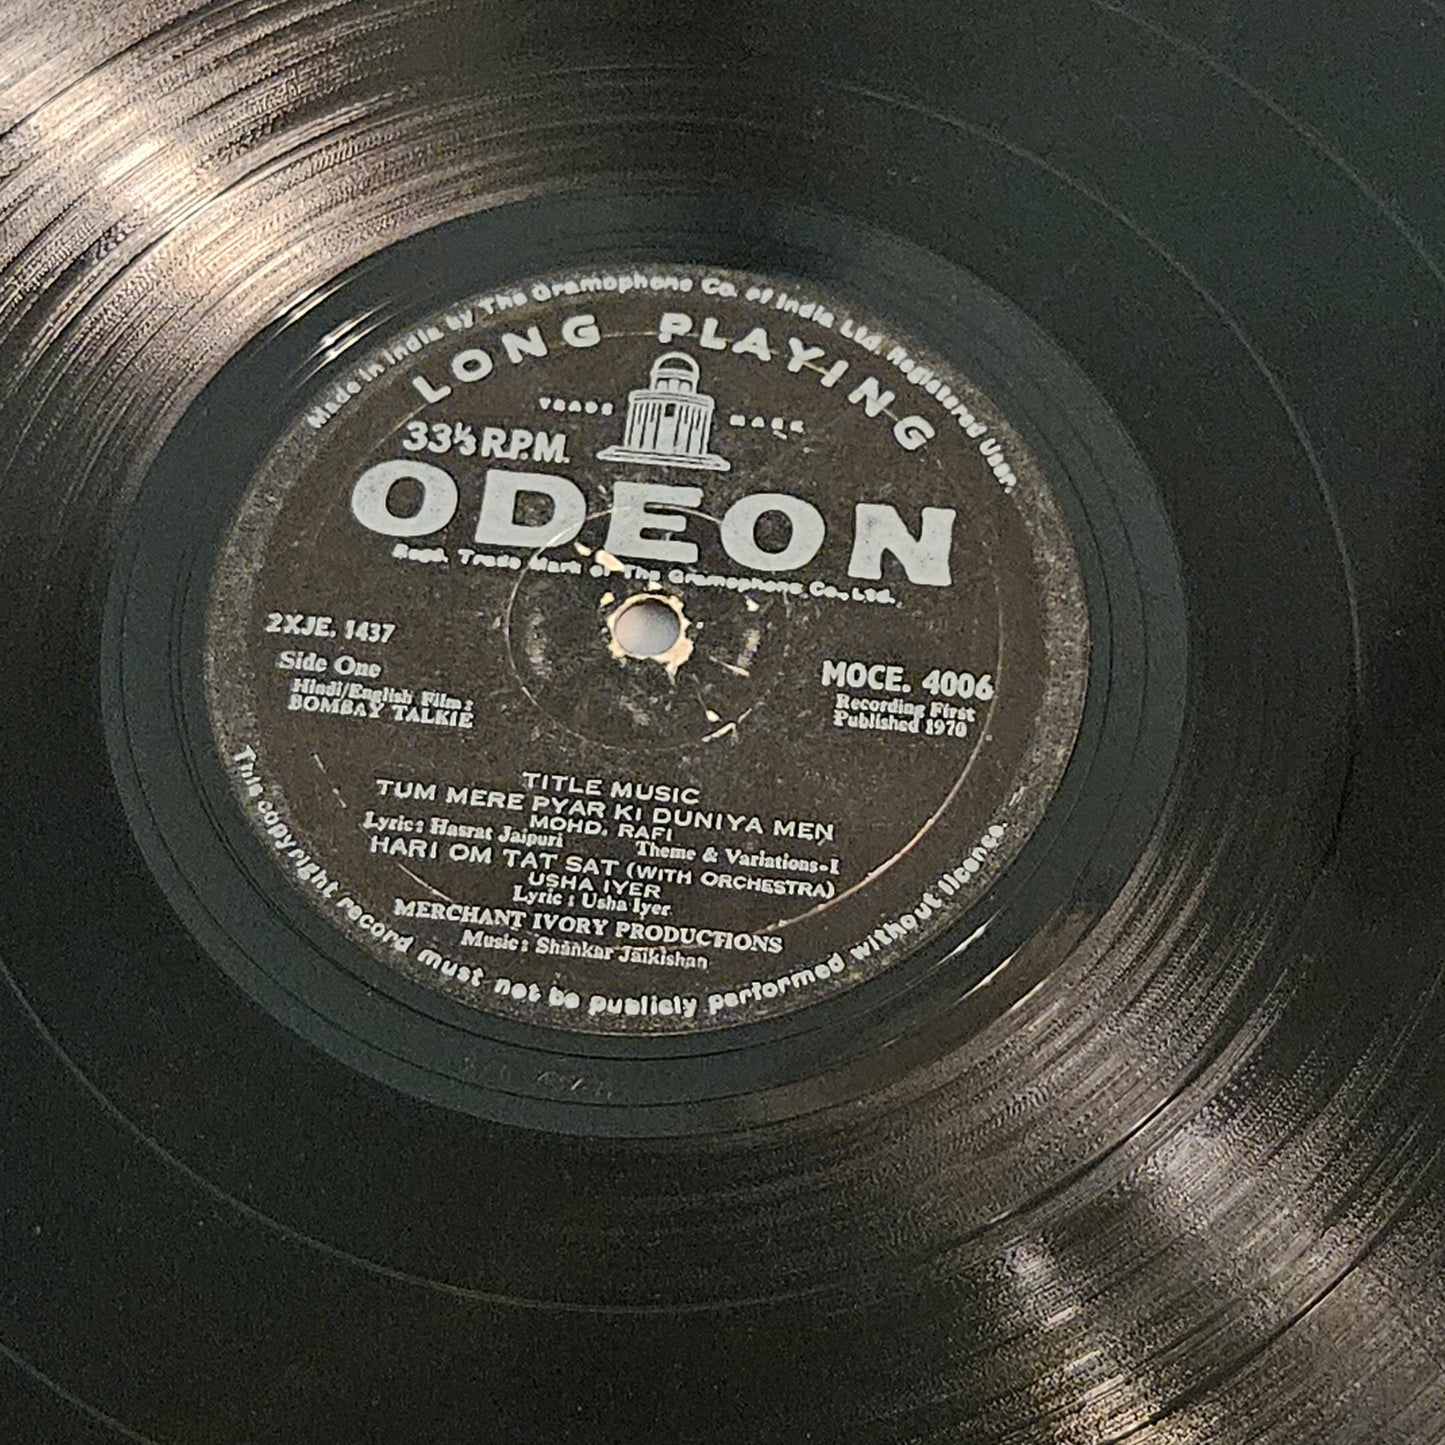 Made in India by The Gramophone Co. of India Ltd Registered User.
LONG PLAYING
TRADE MARK
33⅓ R.P.M.
ODEON
Regd. Trade Mark of The Gramophone Co., Ltd.
2XJE. 1437
Side One
Hindi/English Film :
BOMBAY TALKIE
MOCE. 4006
Recording First
Published 1970
TITLE MUSIC
TUM MERE PYAR KI DUNIYA MEN
MOHD. RAFI
Lyric : Hasrat Jaipuri Theme & Variations-I
HARI OM TAT SAT (WITH ORCHESTRA)
USHA IYER
Lyric : Usha Iyer
MERCHANT IVORY PRODUCTIONS
Music : Shankar Jaikishan
This copyright record must not be publicly performed without licence.